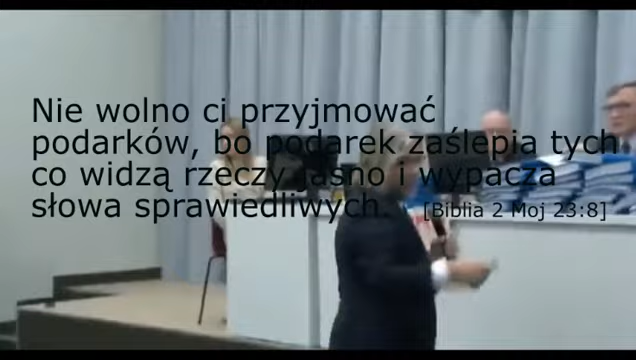 Nie wolno ci przyjmować
podarków, bo podarek zaślepia tych
co widzą rzeczy jasno i wypacza
słowa sprawiedliwych. [Biblia 2 Moj 23:8]